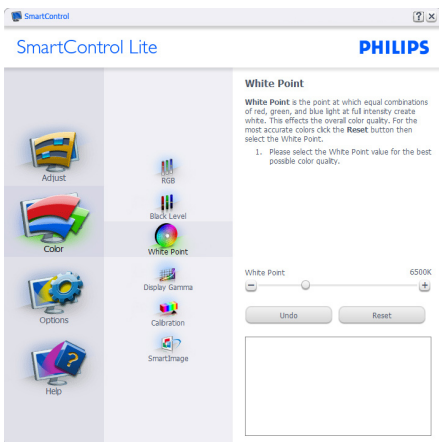 SmartControl
SmartControl Lite
PHILIPS
Adjust
Color
Options
Help
RGB
Black Level
White Point
Display Gamma
Calibration
SmartImage
White Point
White Point is the point at which equal combinations
of red, green, and blue light at full intensity create
white. This effects the overall color quality. For the
most accurate colors click the Reset button then
select the White Point.
1. Please select the White Point value for the best
possible color quality.
White Point 6500K
Undo Reset